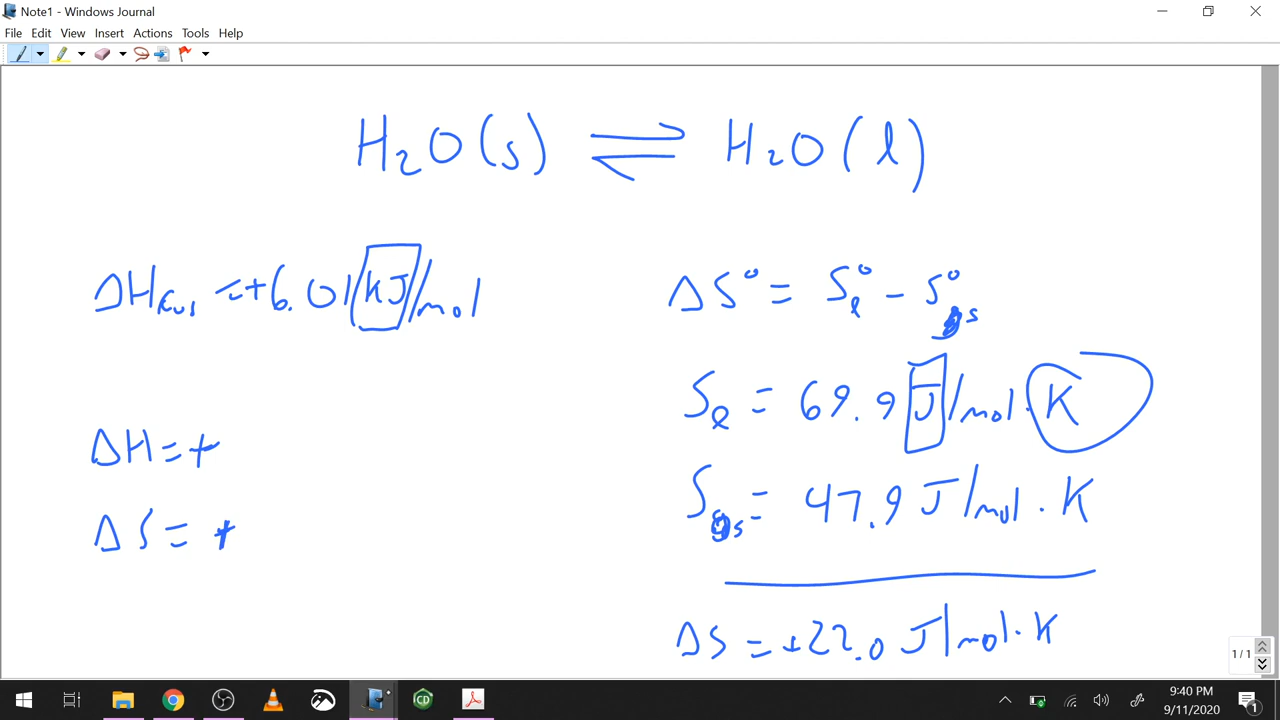 Note1 - Windows Journal
File Edit View Insert Actions Tools Help
H₂O(s) ⇌ H₂O(l)
ΔHfus ≈ +6.01 kJ/mol
ΔS° = S°l - S°s
Sl = 69.9 J/mol·K
ΔH = +
Ss = 47.9 J/mol·K
ΔS = +
ΔS = +22.0 J/mol·K
1/1
CD
9:40 PM
9/11/2020
1